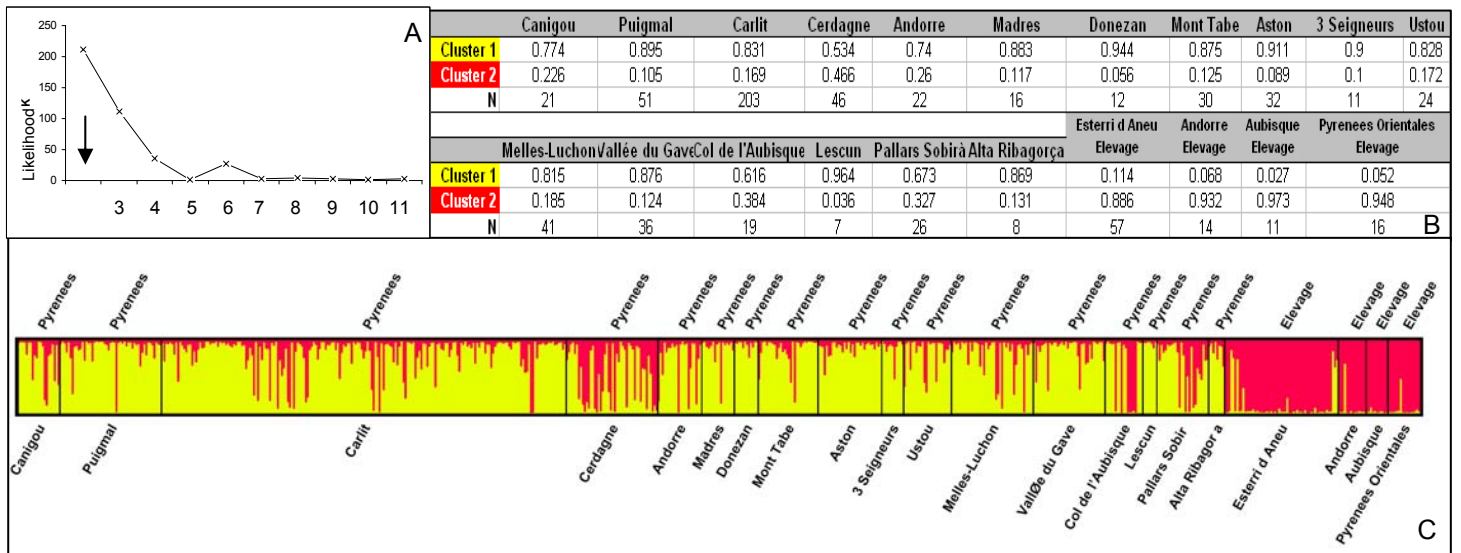 A
Likelihoodᴷ
250
200
150
100
50
0
3 4 5 6 7 8 9 10 11
Canigou Puigmal Carlit Cerdagne Andorre Madres Donezan Mont Tabe Aston 3 Seigneurs Ustou
Cluster 1 0.774 0.895 0.831 0.534 0.74 0.883 0.944 0.875 0.911 0.9 0.828
Cluster 2 0.226 0.105 0.169 0.466 0.26 0.117 0.056 0.125 0.089 0.1 0.172
N 21 51 203 46 22 16 12 30 32 11 24
Esterri d Aneu Andorre Aubisque Pyrenees Orientales
Melles-Luchon Vallée du Gave Col de l'Aubisque Lescun Pallars Sobirà Alta Ribagorça Elevage Elevage Elevage Elevage
Cluster 1 0.815 0.876 0.616 0.964 0.673 0.869 0.114 0.068 0.027 0.052
Cluster 2 0.185 0.124 0.384 0.036 0.327 0.131 0.886 0.932 0.973 0.948
N 41 36 19 7 26 8 57 14 11 16
B
Pyrenees Pyrenees Pyrenees Pyrenees Pyrenees Pyrenees Pyrenees Pyrenees Pyrenees Pyrenees Pyrenees Pyrenees Pyrenees Pyrenees Pyrenees Pyrenees Pyrenees Elevage Elevage Elevage Elevage
Canigou Puigmal Carlit Cerdagne Andorre Madres Donezan Mont Tabe Aston 3 Seigneurs Ustou Melles-Luchon VallØe du Gave Col de l'Aubisque Lescun Pallars Sobir Alta Ribagor a Esterri d Aneu Andorre Aubisque Pyrenees Orientales
C